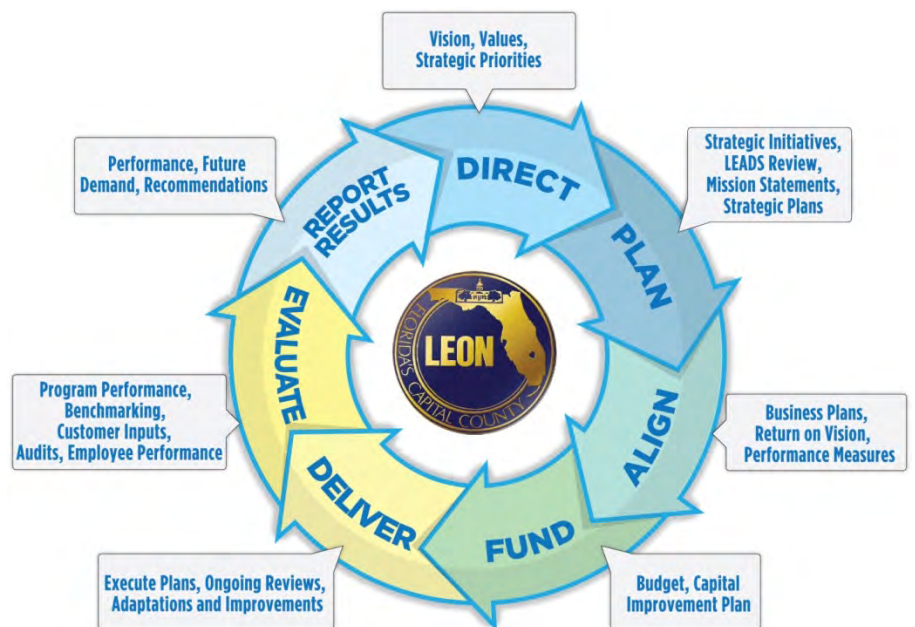 Vision, Values,
Strategic Priorities
DIRECT
Strategic Initiatives,
LEADS Review,
Mission Statements,
Strategic Plans
PLAN
Business Plans,
Return on Vision,
Performance Measures
ALIGN
Budget, Capital
Improvement Plan
FUND
Execute Plans, Ongoing Reviews,
Adaptations and Improvements
DELIVER
Program Performance,
Benchmarking,
Customer Inputs,
Audits, Employee Performance
EVALUATE
Performance, Future
Demand, Recommendations
REPORT
RESULTS
LEON
FLORIDA'S CAPITAL COUNTY